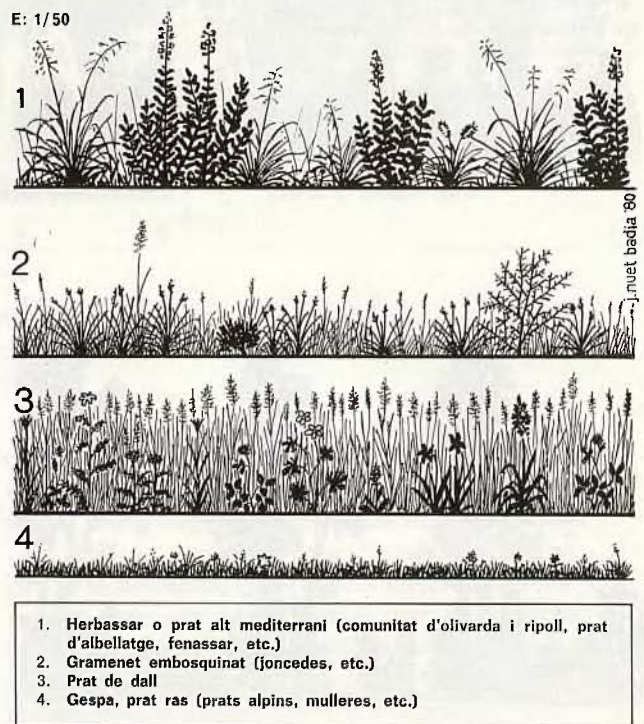 E: 1/50
1
j. nuet badia '80
2
3
4
1. Herbassar o prat alt mediterrani (comunitat d'olivarda i ripoll, prat
d'albellatge, fenassar, etc.)
2. Gramenet embosquinat (joncedes, etc.)
3. Prat de dall
4. Gespa, prat ras (prats alpins, mulleres, etc.)